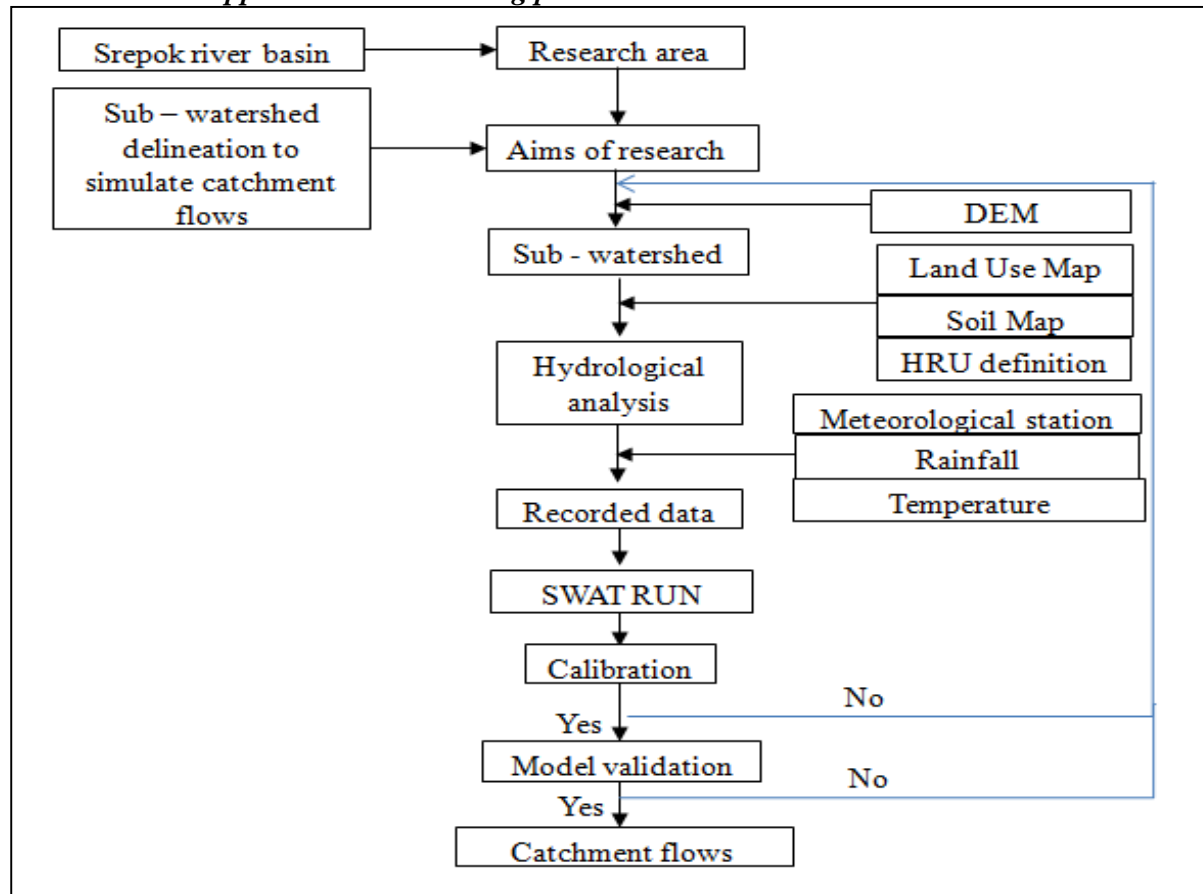 Srepok river basin
Research area
Sub – watershed
delineation to
simulate catchment
flows
Aims of research
DEM
Sub - watershed
Land Use Map
Soil Map
HRU definition
Hydrological
analysis
Meteorological station
Rainfall
Temperature
Recorded data
SWAT RUN
Calibration
No
Yes
Model validation
No
Yes
Catchment flows